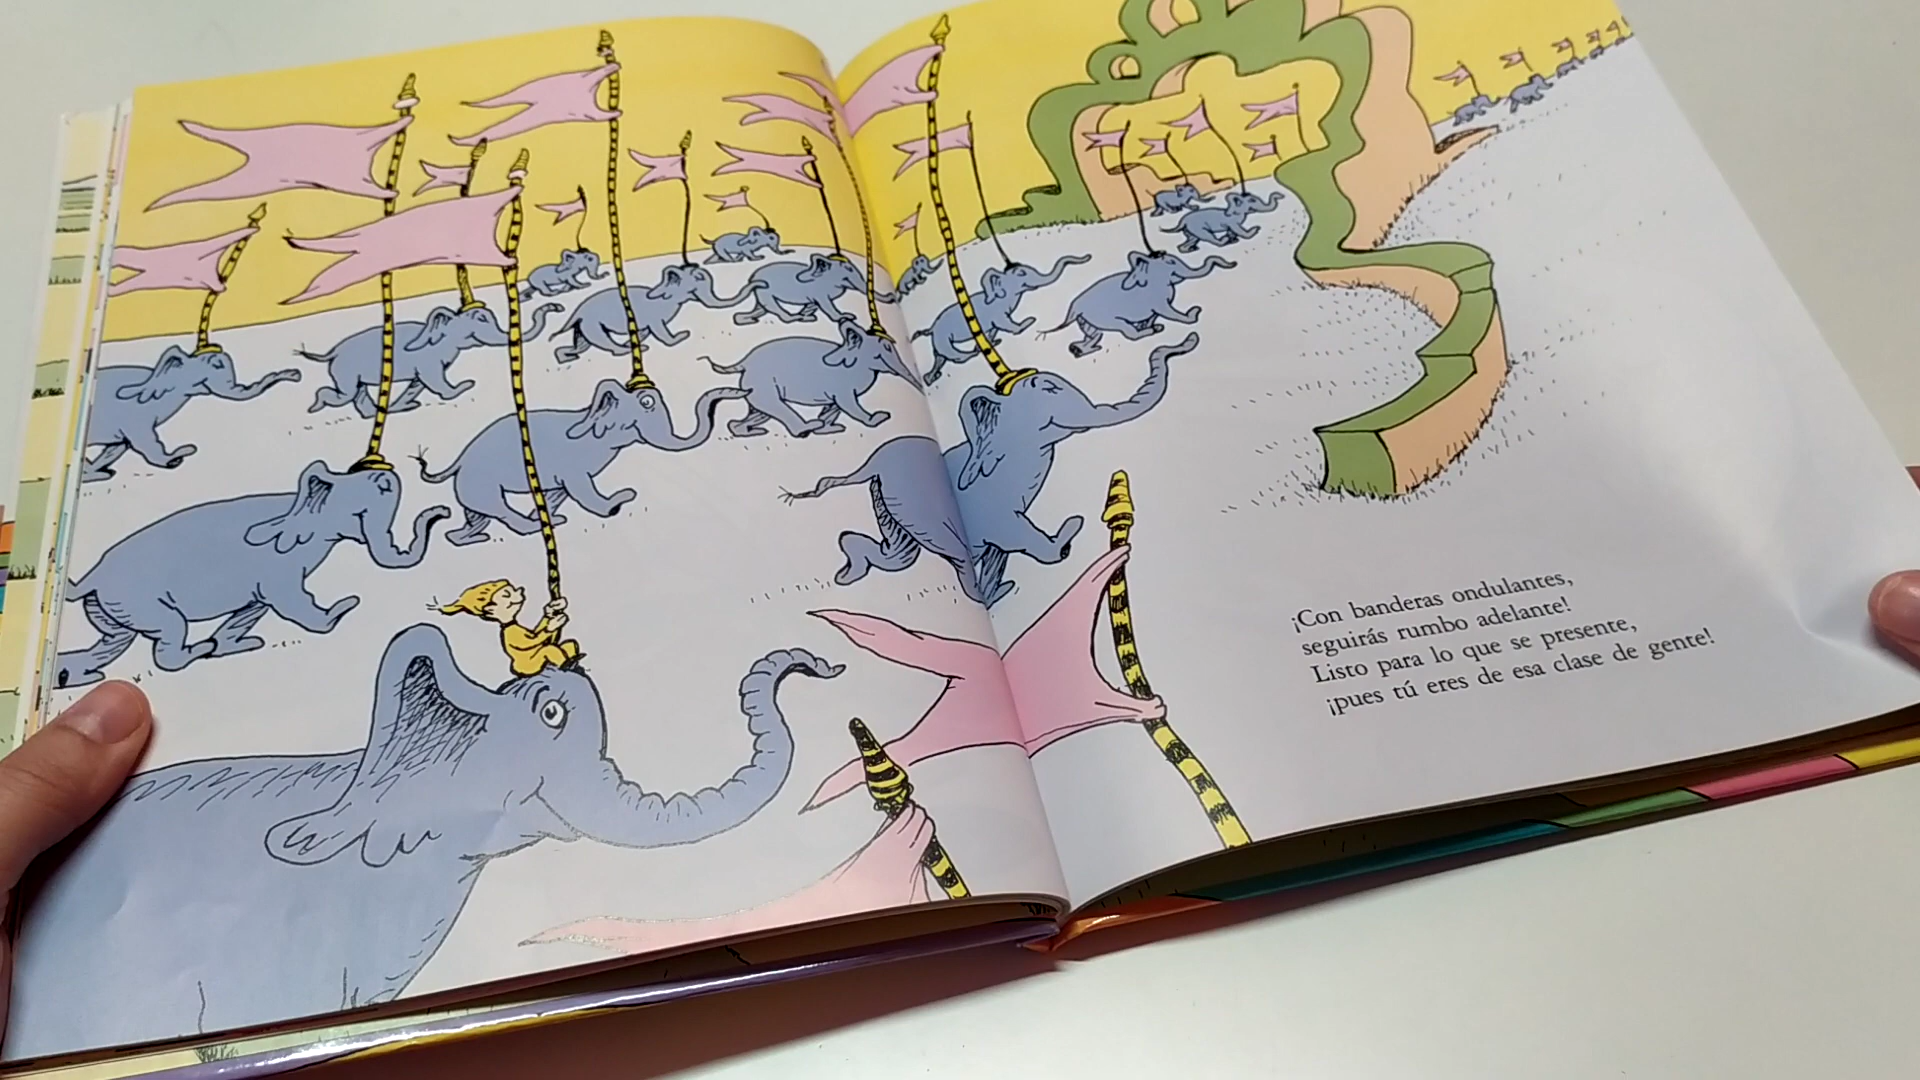 ¡Con banderas ondulantes,
seguirás rumbo adelante!
Listo para lo que se presente,
¡pues tú eres de esa clase de gente!